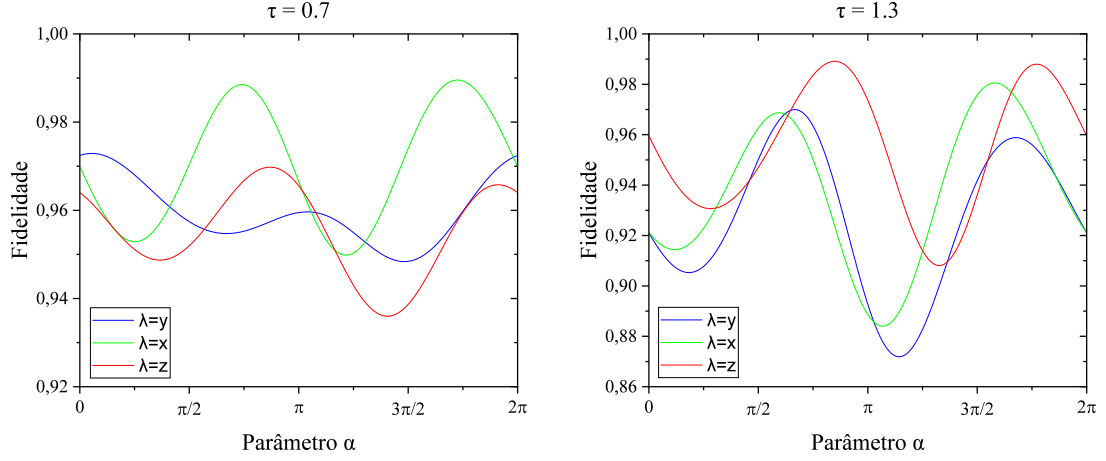 τ = 0.7
Fidelidade
1,00
0,98
0,96
0,94
0,92
0
π/2
π
3π/2
2π
Parâmetro α
λ=y
λ=x
λ=z
τ = 1.3
Fidelidade
1,00
0,98
0,96
0,94
0,92
0,90
0,88
0,86
0
π/2
π
3π/2
2π
Parâmetro α
λ=y
λ=x
λ=z